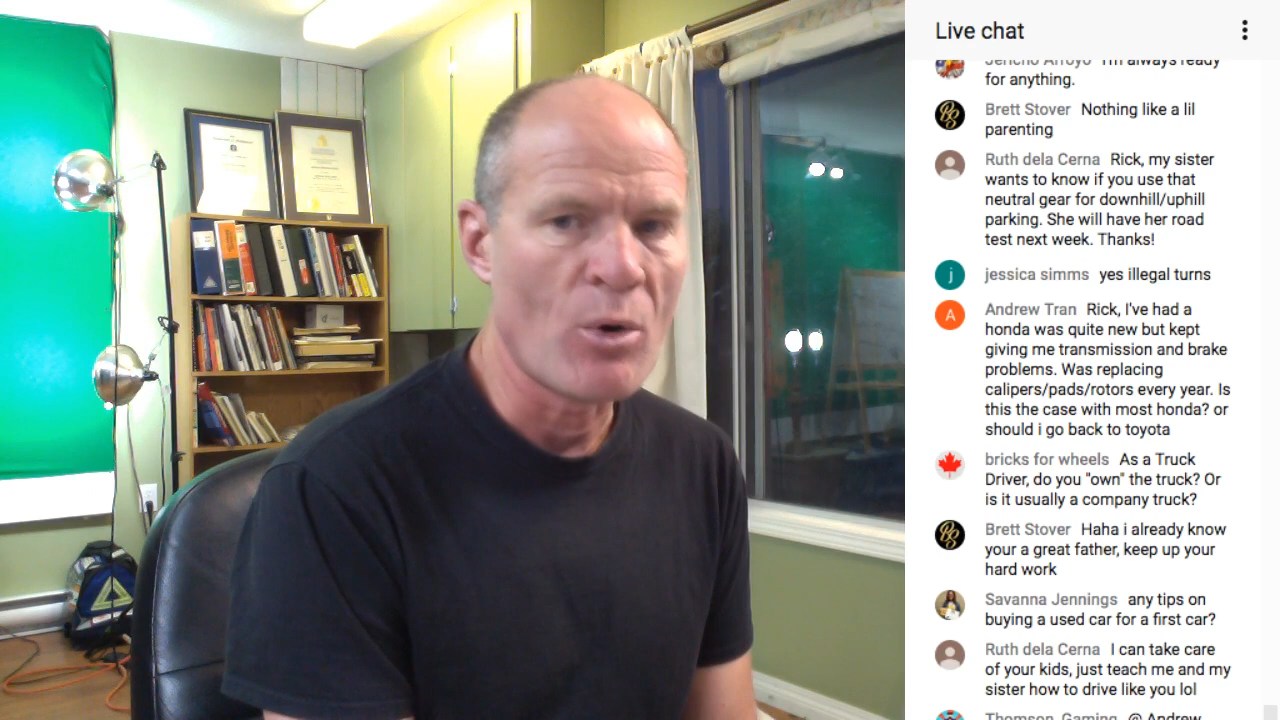 Live chat
Jericho Arroyo I'm always ready
for anything.
Brett Stover Nothing like a lil
parenting
Ruth dela Cerna Rick, my sister
wants to know if you use that
neutral gear for downhill/uphill
parking. She will have her road
test next week. Thanks!
j
jessica simms yes illegal turns
A
Andrew Tran Rick, I've had a
honda was quite new but kept
giving me transmission and brake
problems. Was replacing
calipers/pads/rotors every year. Is
this the case with most honda? or
should i go back to toyota
bricks for wheels As a Truck
Driver, do you "own" the truck? Or
is it usually a company truck?
Brett Stover Haha i already know
your a great father, keep up your
hard work
Savanna Jennings any tips on
buying a used car for a first car?
Ruth dela Cerna I can take care
of your kids, just teach me and my
sister how to drive like you lol
Thomson Gaming @ Andrew